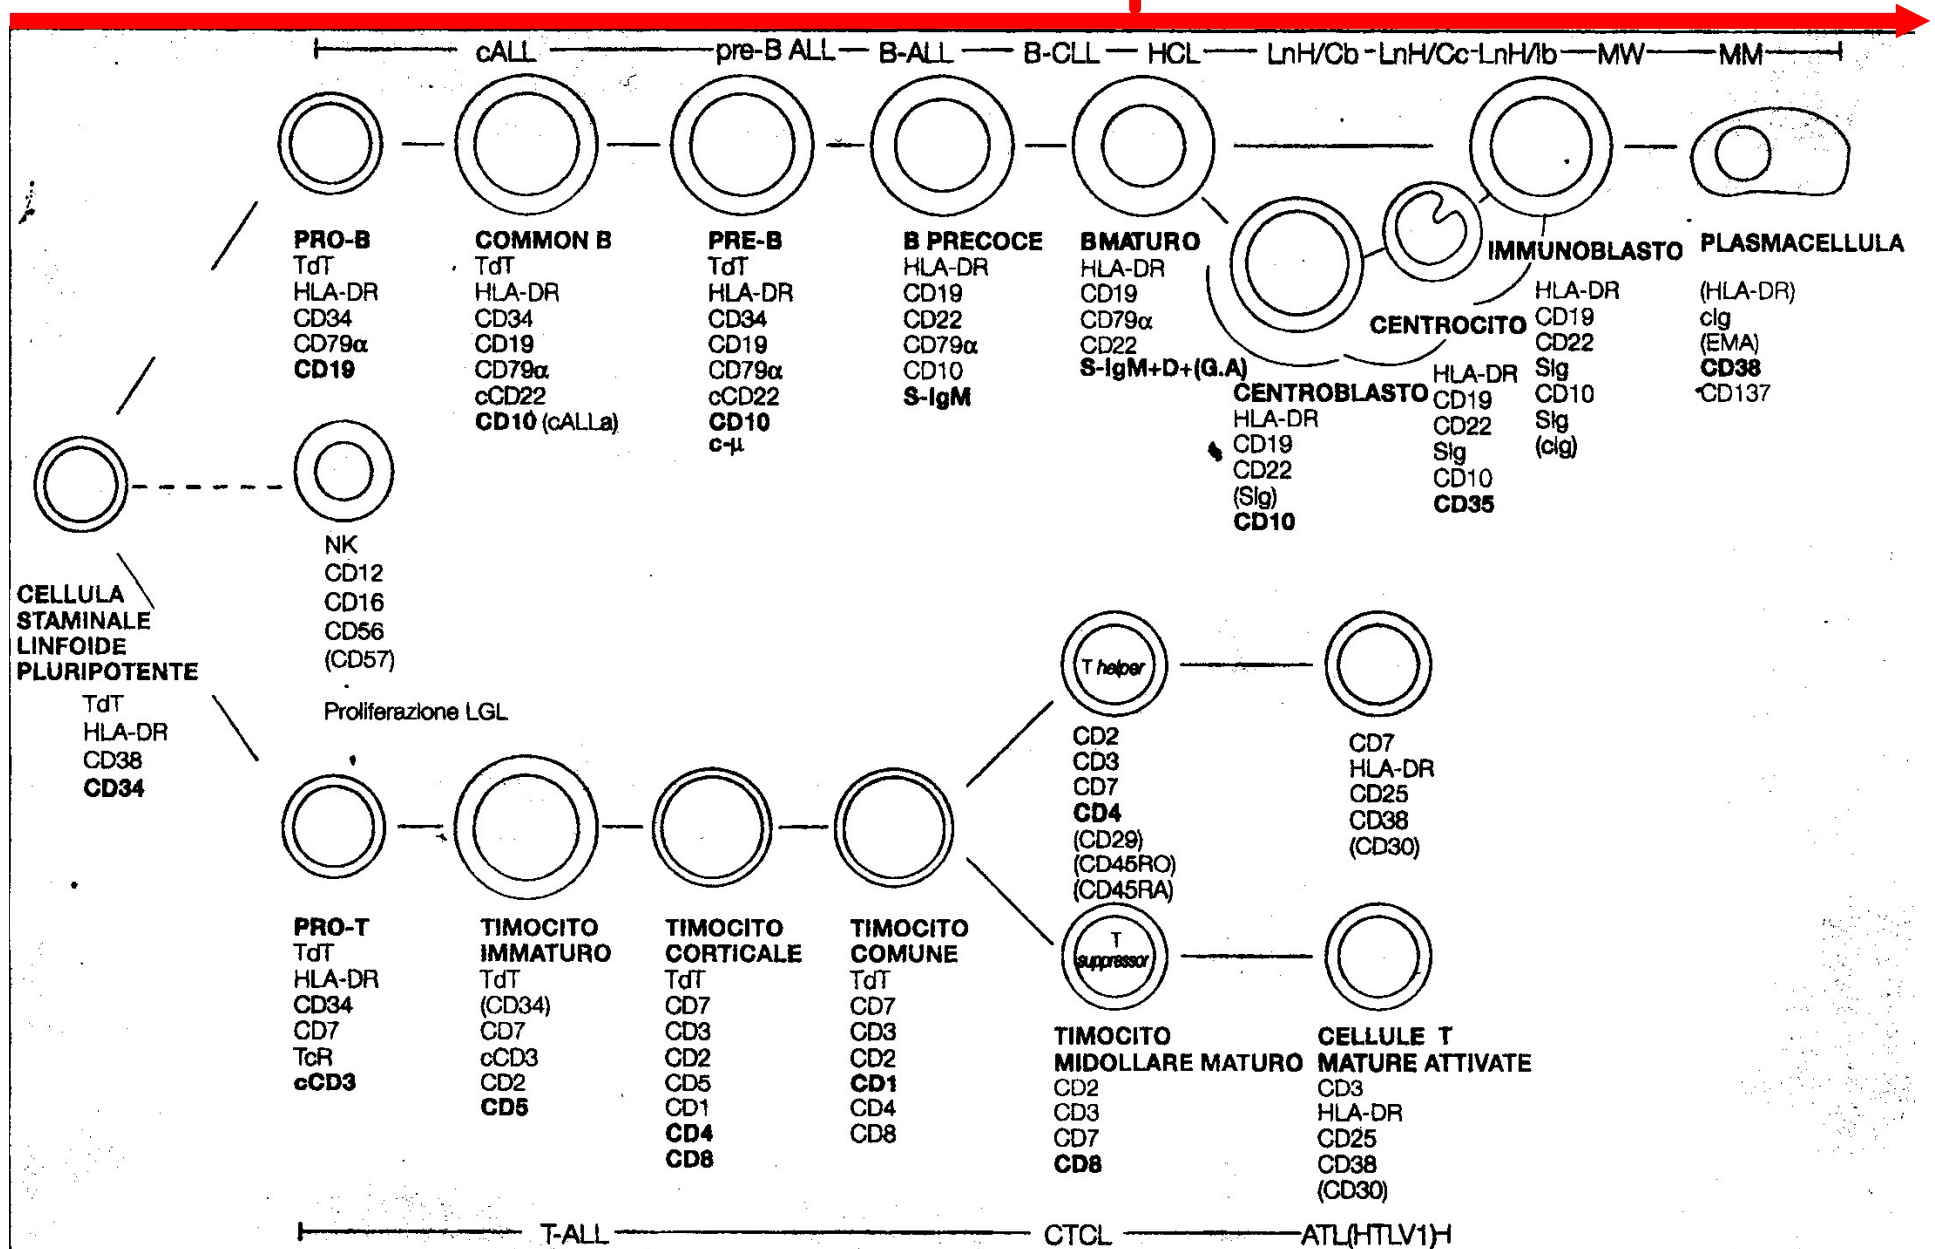 cALL pre-B ALL B-ALL B-CLL HCL LnH/Cb LnH/Cc LnH/Ib MW MM
PRO-B
TdT
HLA-DR
CD34
CD79α
CD19
COMMON B
TdT
HLA-DR
CD34
CD19
CD79α
cCD22
CD10 (cALLa)
PRE-B
TdT
HLA-DR
CD34
CD19
CD79α
cCD22
CD10
c-μ
B PRECOCE
HLA-DR
CD19
CD22
CD79α
CD10
S-IgM
B MATURO
HLA-DR
CD19
CD79α
CD22
S-IgM+D+(G.A)
CENTROBLASTO
HLA-DR
CD19
CD22
(SIg)
CD10
CENTROCITO
HLA-DR
CD19
CD22
SIg
CD10
CD35
IMMUNOBLASTO
HLA-DR
CD19
CD22
SIg
CD10
SIg
(cIg)
PLASMACELLULA
(HLA-DR)
cIg
(EMA)
CD38
CD137
CELLULA
STAMINALE
LINFOIDE
PLURIPOTENTE
TdT
HLA-DR
CD38
CD34
NK
CD12
CD16
CD56
(CD57)
Proliferazione LGL
PRO-T
TdT
HLA-DR
CD34
CD7
TcR
cCD3
TIMOCITO
IMMATURO
TdT
(CD34)
CD7
cCD3
CD2
CD5
TIMOCITO
CORTICALE
TdT
CD7
CD3
CD2
CD5
CD1
CD4
CD8
TIMOCITO
COMUNE
TdT
CD7
CD3
CD2
CD1
CD4
CD8
T helper
CD2
CD3
CD7
CD4
(CD29)
(CD45RO)
(CD45RA)
CD7
HLA-DR
CD25
CD38
(CD30)
T
suppressor
TIMOCITO
MIDOLLARE MATURO
CD2
CD3
CD7
CD8
CELLULE T
MATURE ATTIVATE
CD3
HLA-DR
CD25
CD38
(CD30)
T-ALL CTCL ATL(HTLV1)